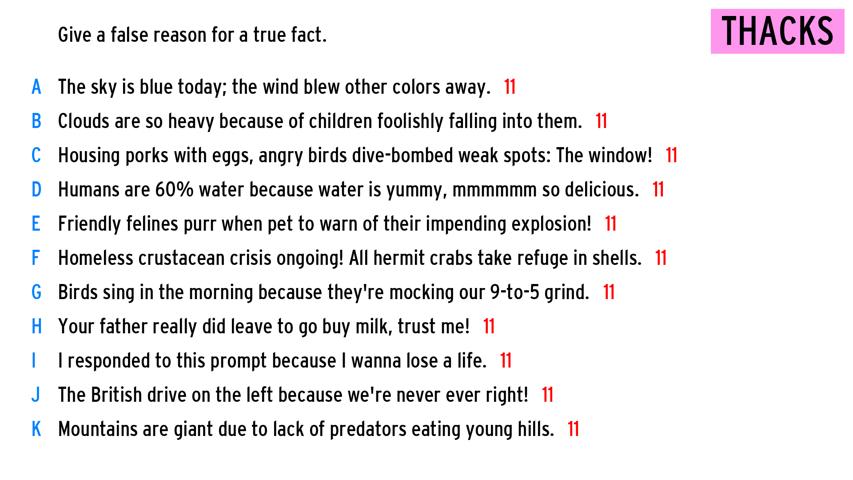 Give a false reason for a true fact.
THACKS
A The sky is blue today; the wind blew other colors away. 11
B Clouds are so heavy because of children foolishly falling into them. 11
C Housing porks with eggs, angry birds dive-bombed weak spots: The window! 11
D Humans are 60% water because water is yummy, mmmmmm so delicious. 11
E Friendly felines purr when pet to warn of their impending explosion! 11
F Homeless crustacean crisis ongoing! All hermit crabs take refuge in shells. 11
G Birds sing in the morning because they're mocking our 9-to-5 grind. 11
H Your father really did leave to go buy milk, trust me! 11
I I responded to this prompt because I wanna lose a life. 11
J The British drive on the left because we're never ever right! 11
K Mountains are giant due to lack of predators eating young hills. 11